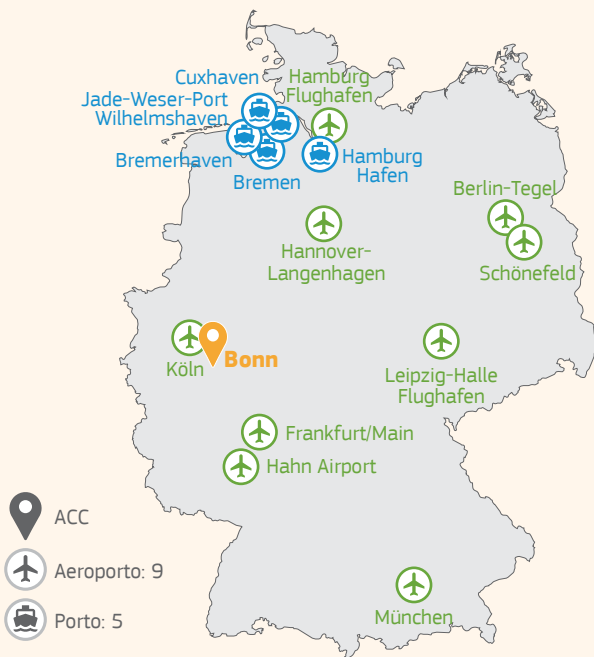 Cuxhaven
Jade-Weser-Port
Wilhelmshaven
Bremerhaven
Bremen
Hamburg
Flughafen
Hamburg
Hafen
Berlin-Tegel
Schönefeld
Hannover-
Langenhagen
Köln
Bonn
Leipzig-Halle
Flughafen
Frankfurt/Main
Hahn Airport
München
ACC
Aeroporto: 9
Porto: 5